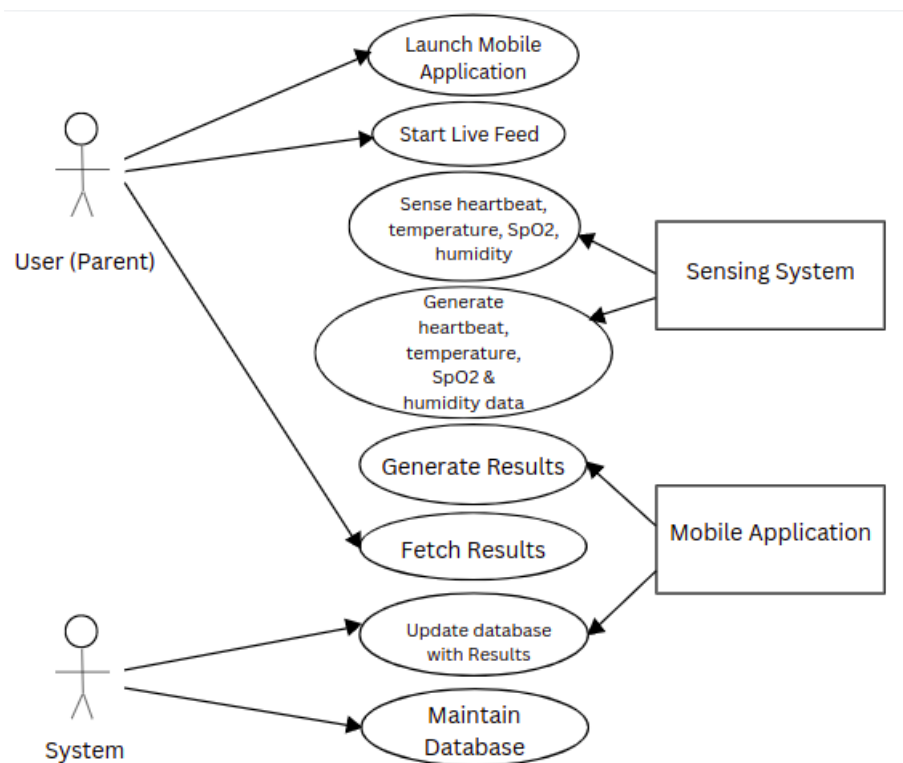 Launch Mobile
Application
Start Live Feed
User (Parent)
Sense heartbeat,
temperature, SpO2,
humidity
Sensing System
Generate
heartbeat,
temperature,
SpO2 &
humidity data
Generate Results
Mobile Application
Fetch Results
Update database
with Results
Maintain
Database
System